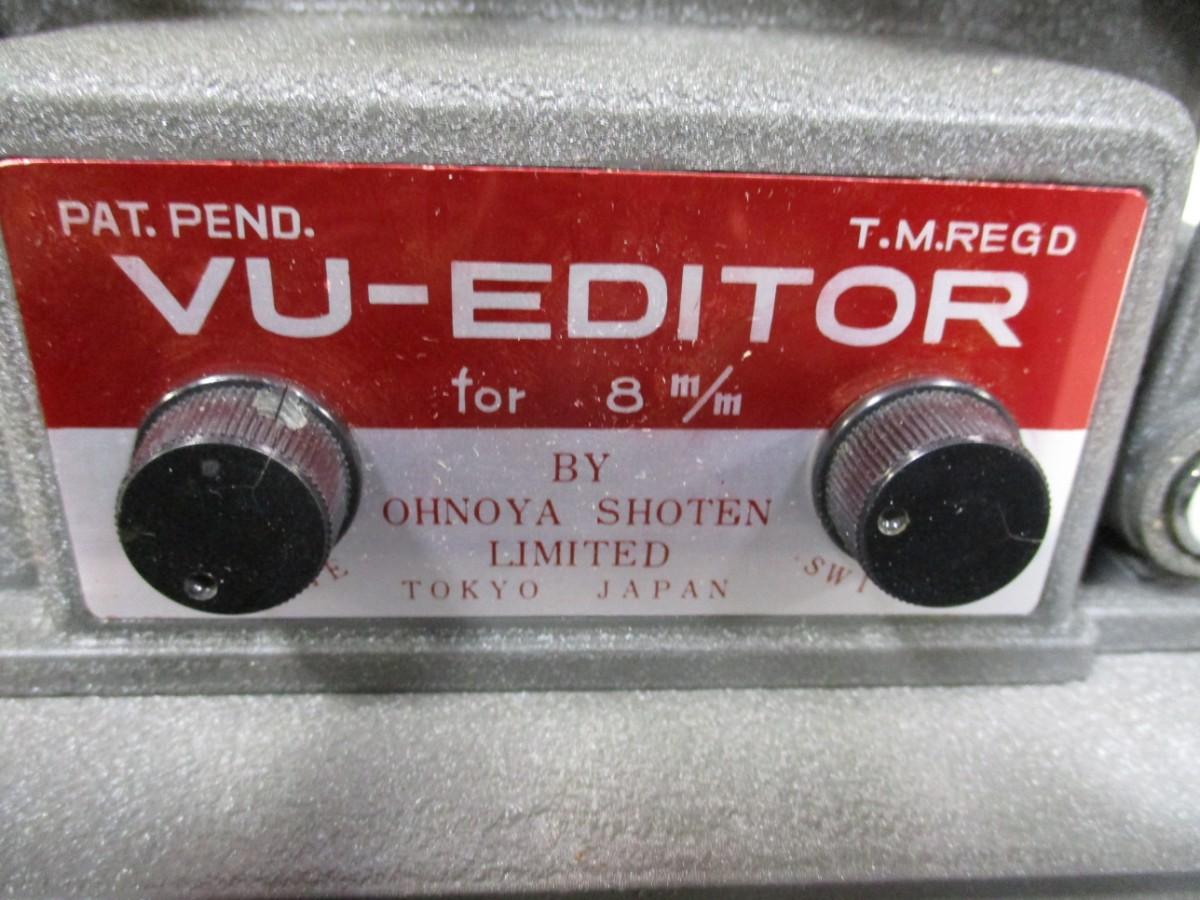 PAT. PEND.
T.M.REGD
VU-EDITOR
for 8 m/m
BY
OHNOYA SHOTEN
LIMITED
TOKYO JAPAN